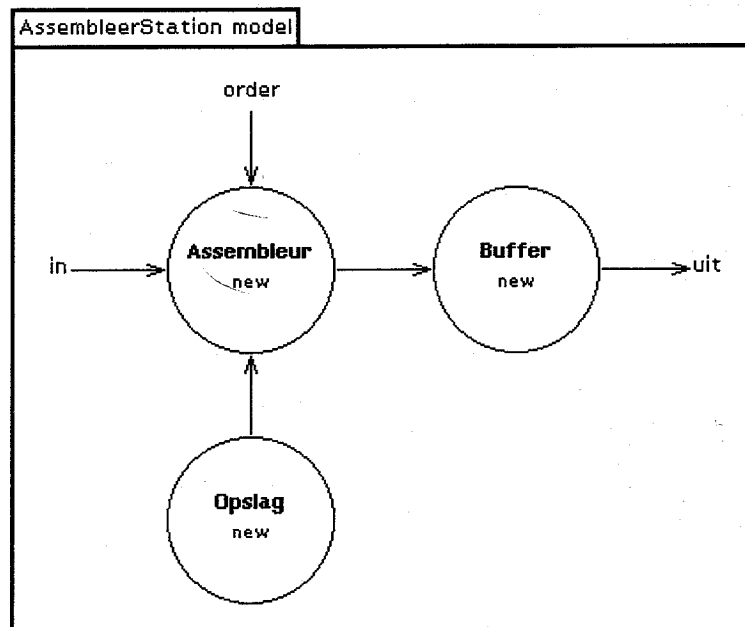 AssembleerStation model
order
in
Assembleur
new
Buffer
new
uit
Opslag
new